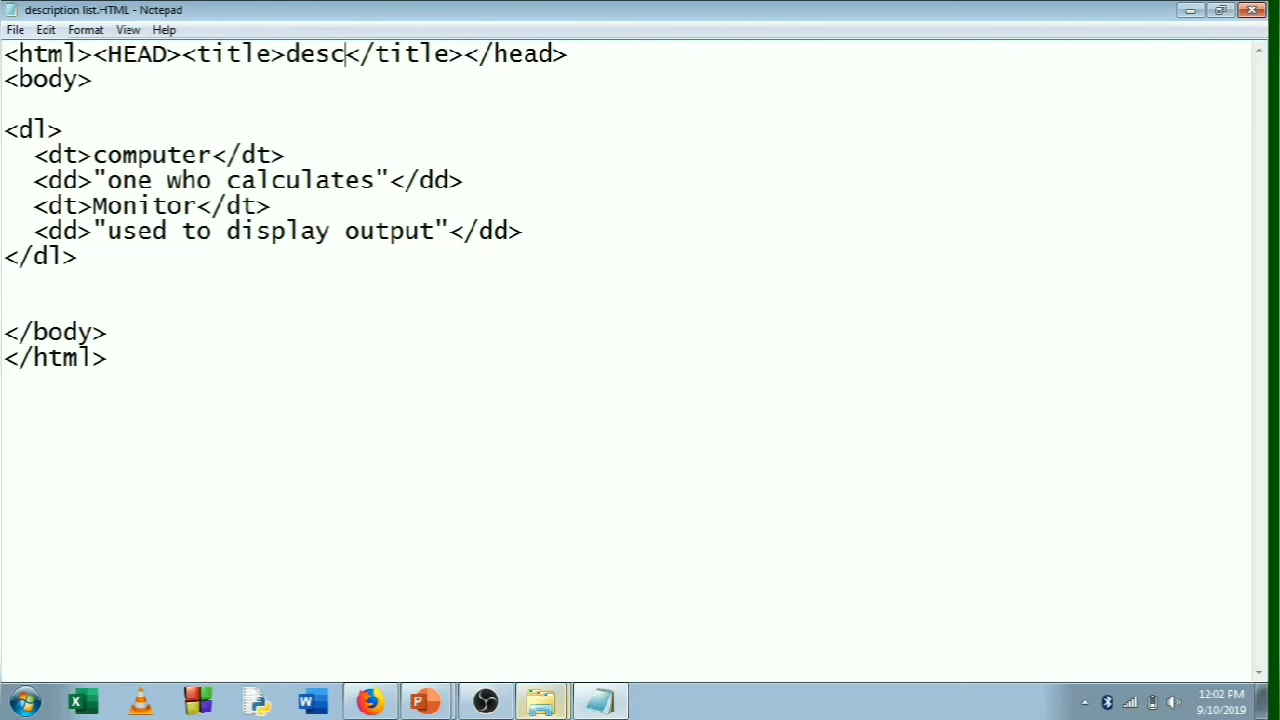 description list.HTML - Notepad
File Edit Format View Help
<html><HEAD><title>desc</title></head>
<body>
<dl>
<dt>computer</dt>
<dd>"one who calculates"</dd>
<dt>Monitor</dt>
<dd>"used to display output"</dd>
</dl>
</body>
</html>
12:02 PM
9/10/2019